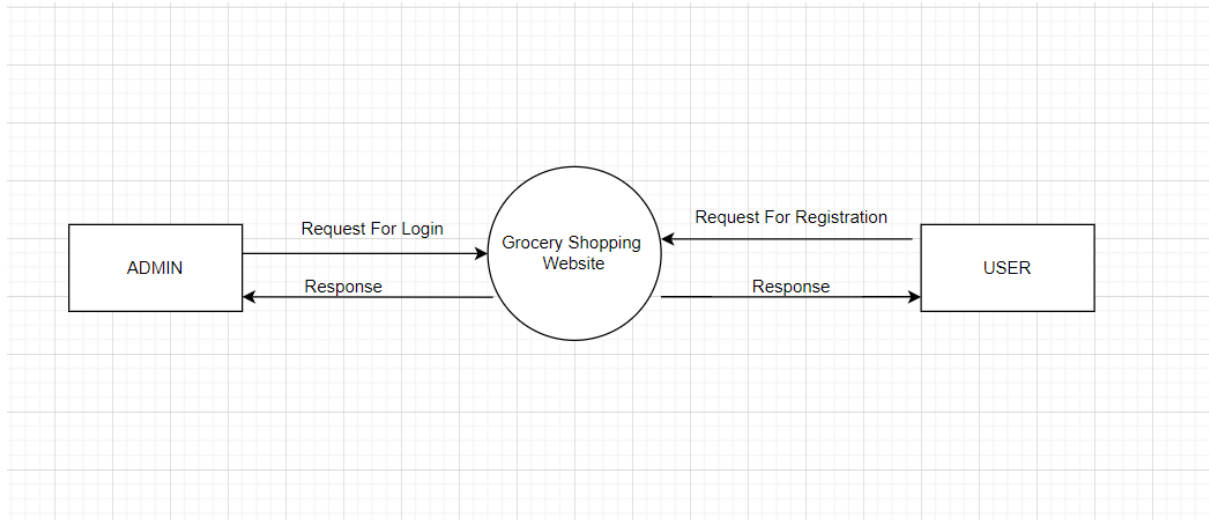 Request For Login
Request For Registration
Grocery Shopping
Website
ADMIN
USER
Response
Response